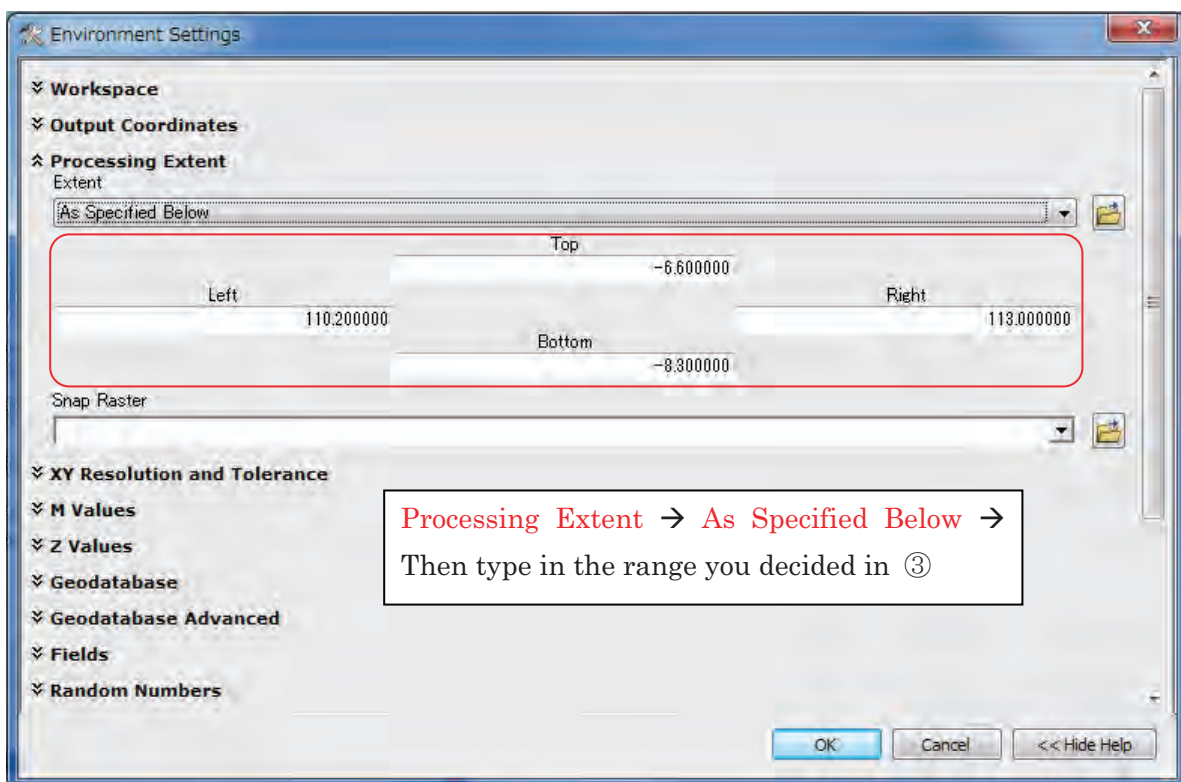 Environment Settings
Workspace
Output Coordinates
Processing Extent
Extent
As Specified Below
Top
-6.600000
Left
Right
110.200000
113.000000
Bottom
-8.300000
Snap Raster
XY Resolution and Tolerance
M Values
Z Values
Geodatabase
Geodatabase Advanced
Fields
Random Numbers
Processing Extent → As Specified Below →
Then type in the range you decided in ③
OK
Cancel
<< Hide Help